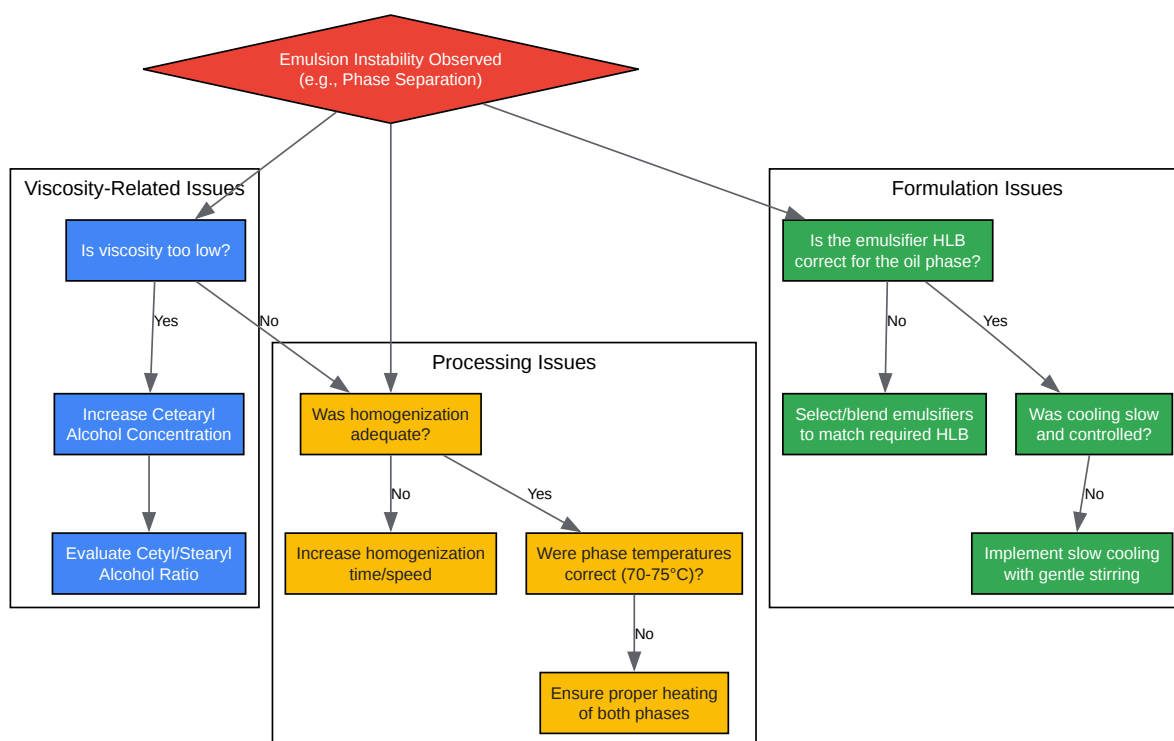 Emulsion Instability Observed
(e.g., Phase Separation)
Viscosity-Related Issues
Is viscosity too low?
Yes
No
Increase Cetearyl
Alcohol Concentration
Evaluate Cetyl/Stearyl
Alcohol Ratio
Processing Issues
Was homogenization
adequate?
No
Yes
Increase homogenization
time/speed
Were phase temperatures
correct (70-75°C)?
No
Ensure proper heating
of both phases
Formulation Issues
Is the emulsifier HLB
correct for the oil phase?
No
Yes
Select/blend emulsifiers
to match required HLB
Was cooling slow
and controlled?
No
Implement slow cooling
with gentle stirring